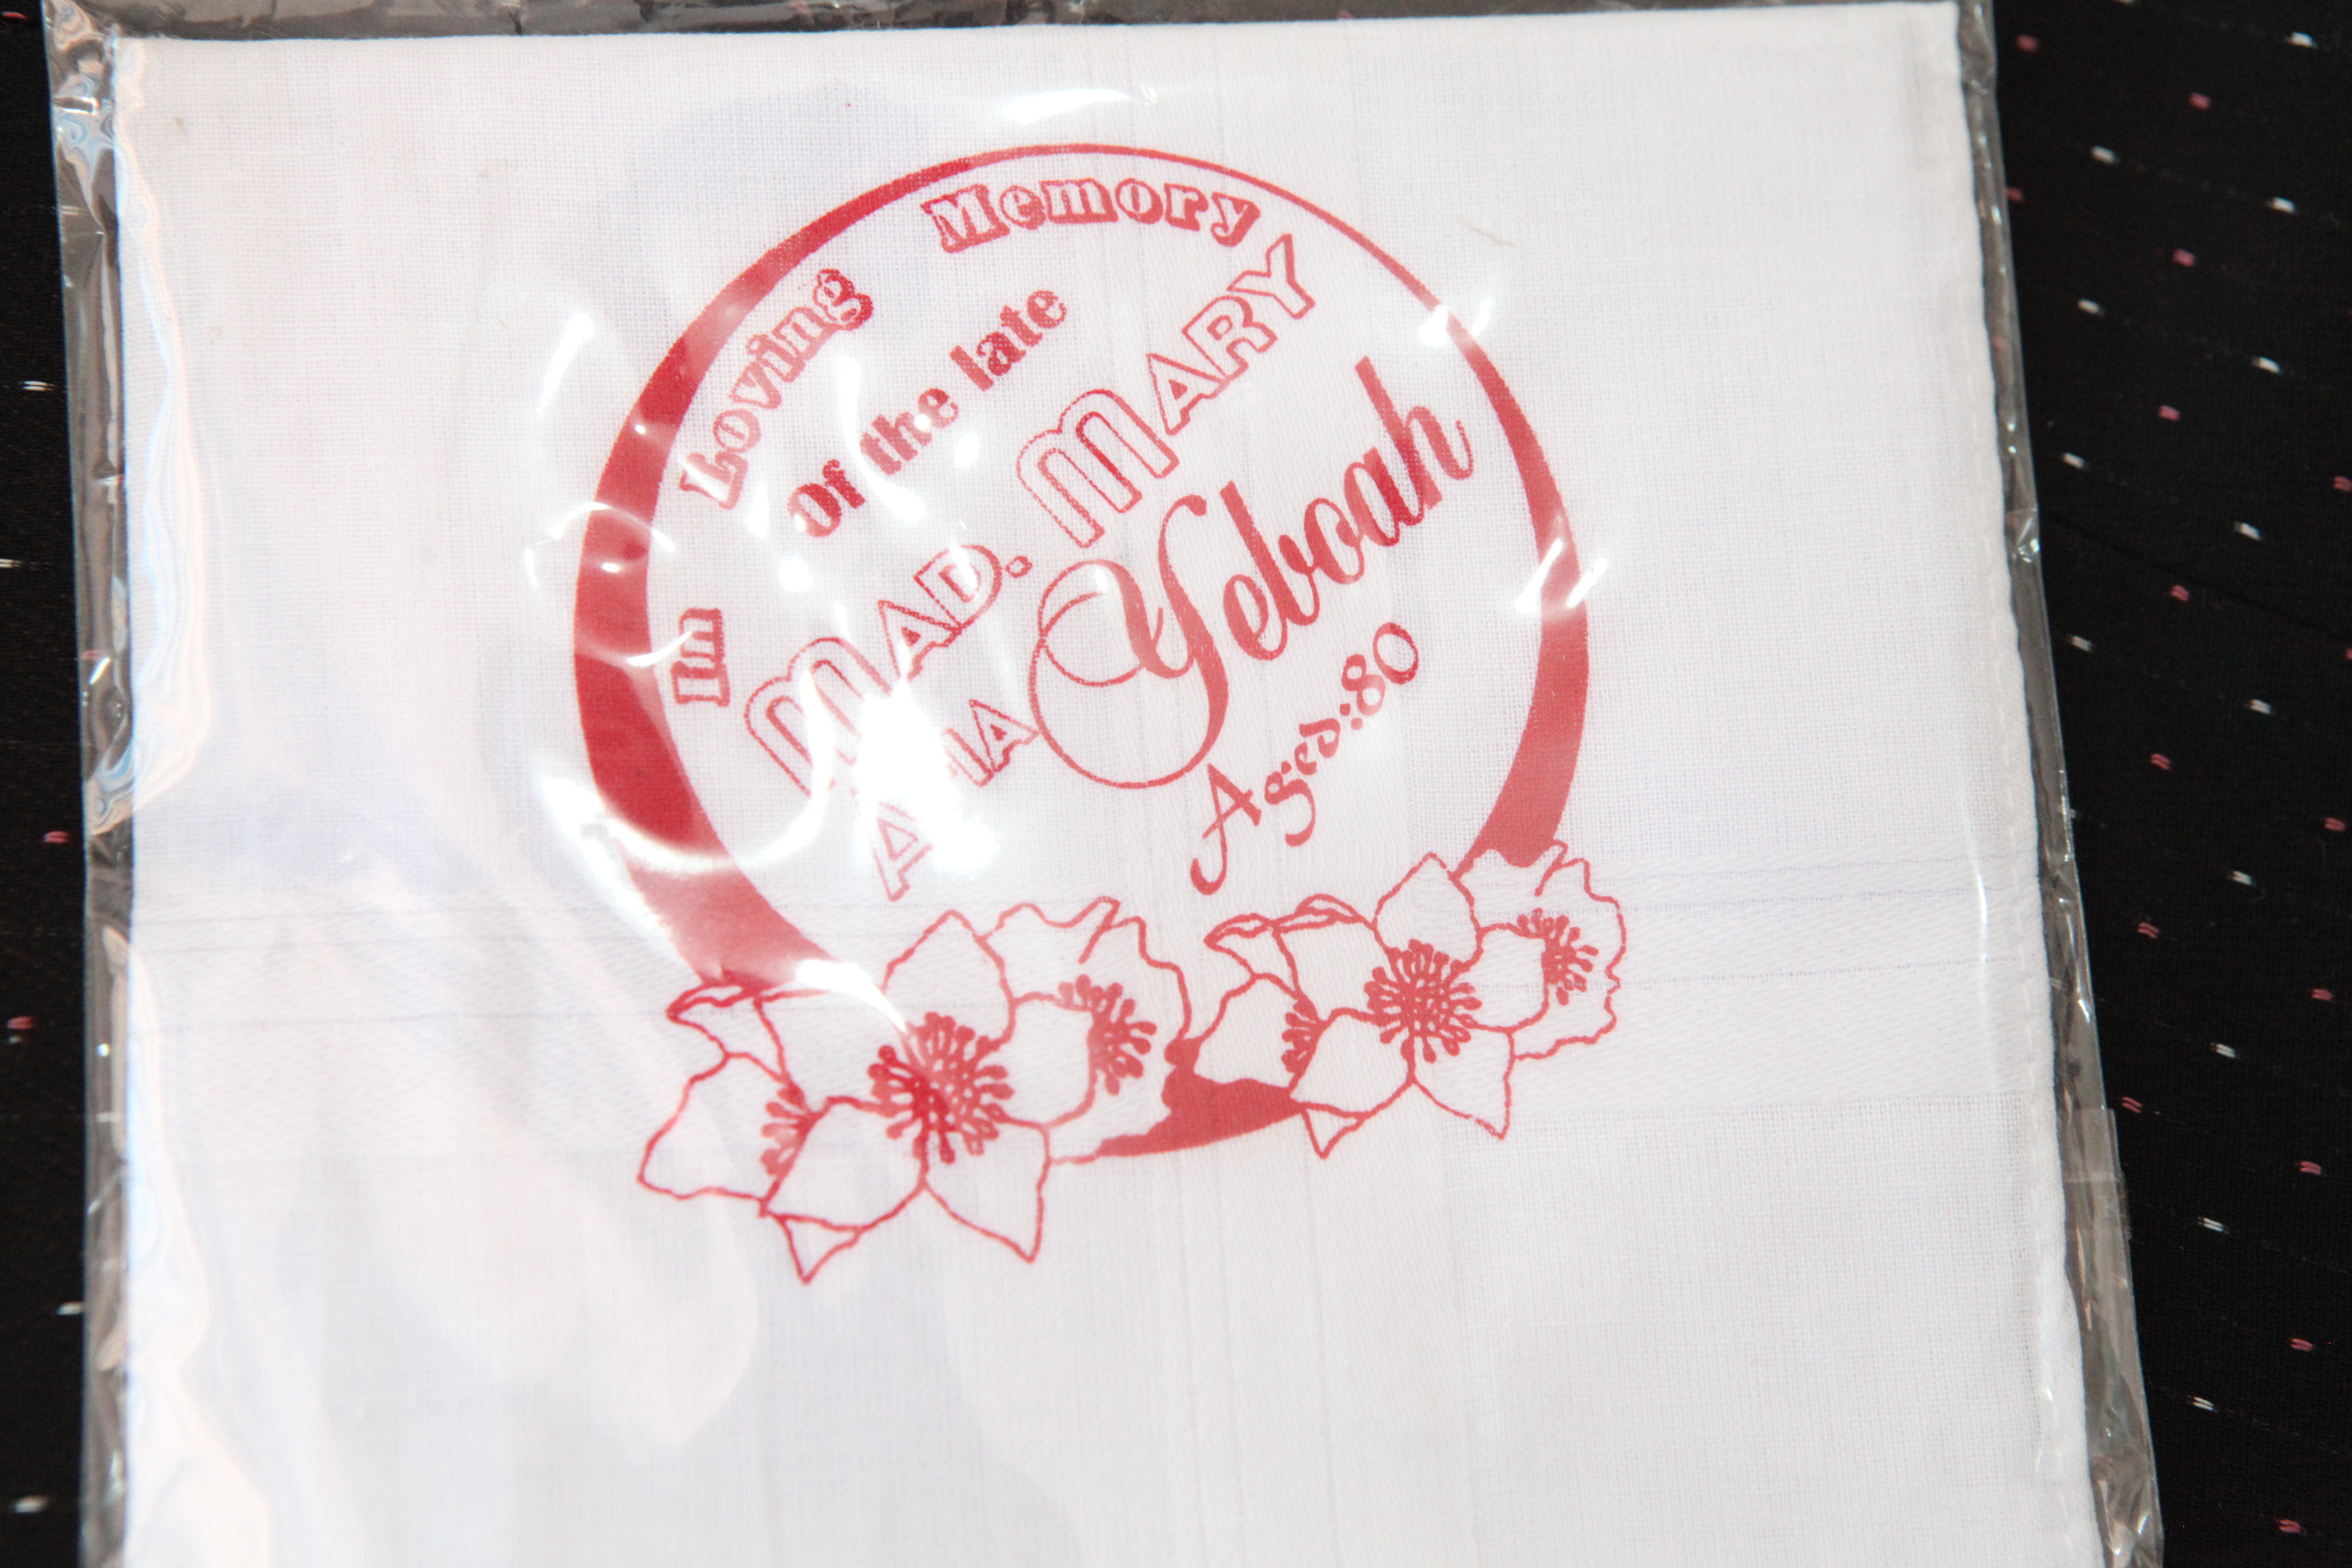 In Loving Memory
Of the late
MAD. MARY
Yeboah
Aged:80